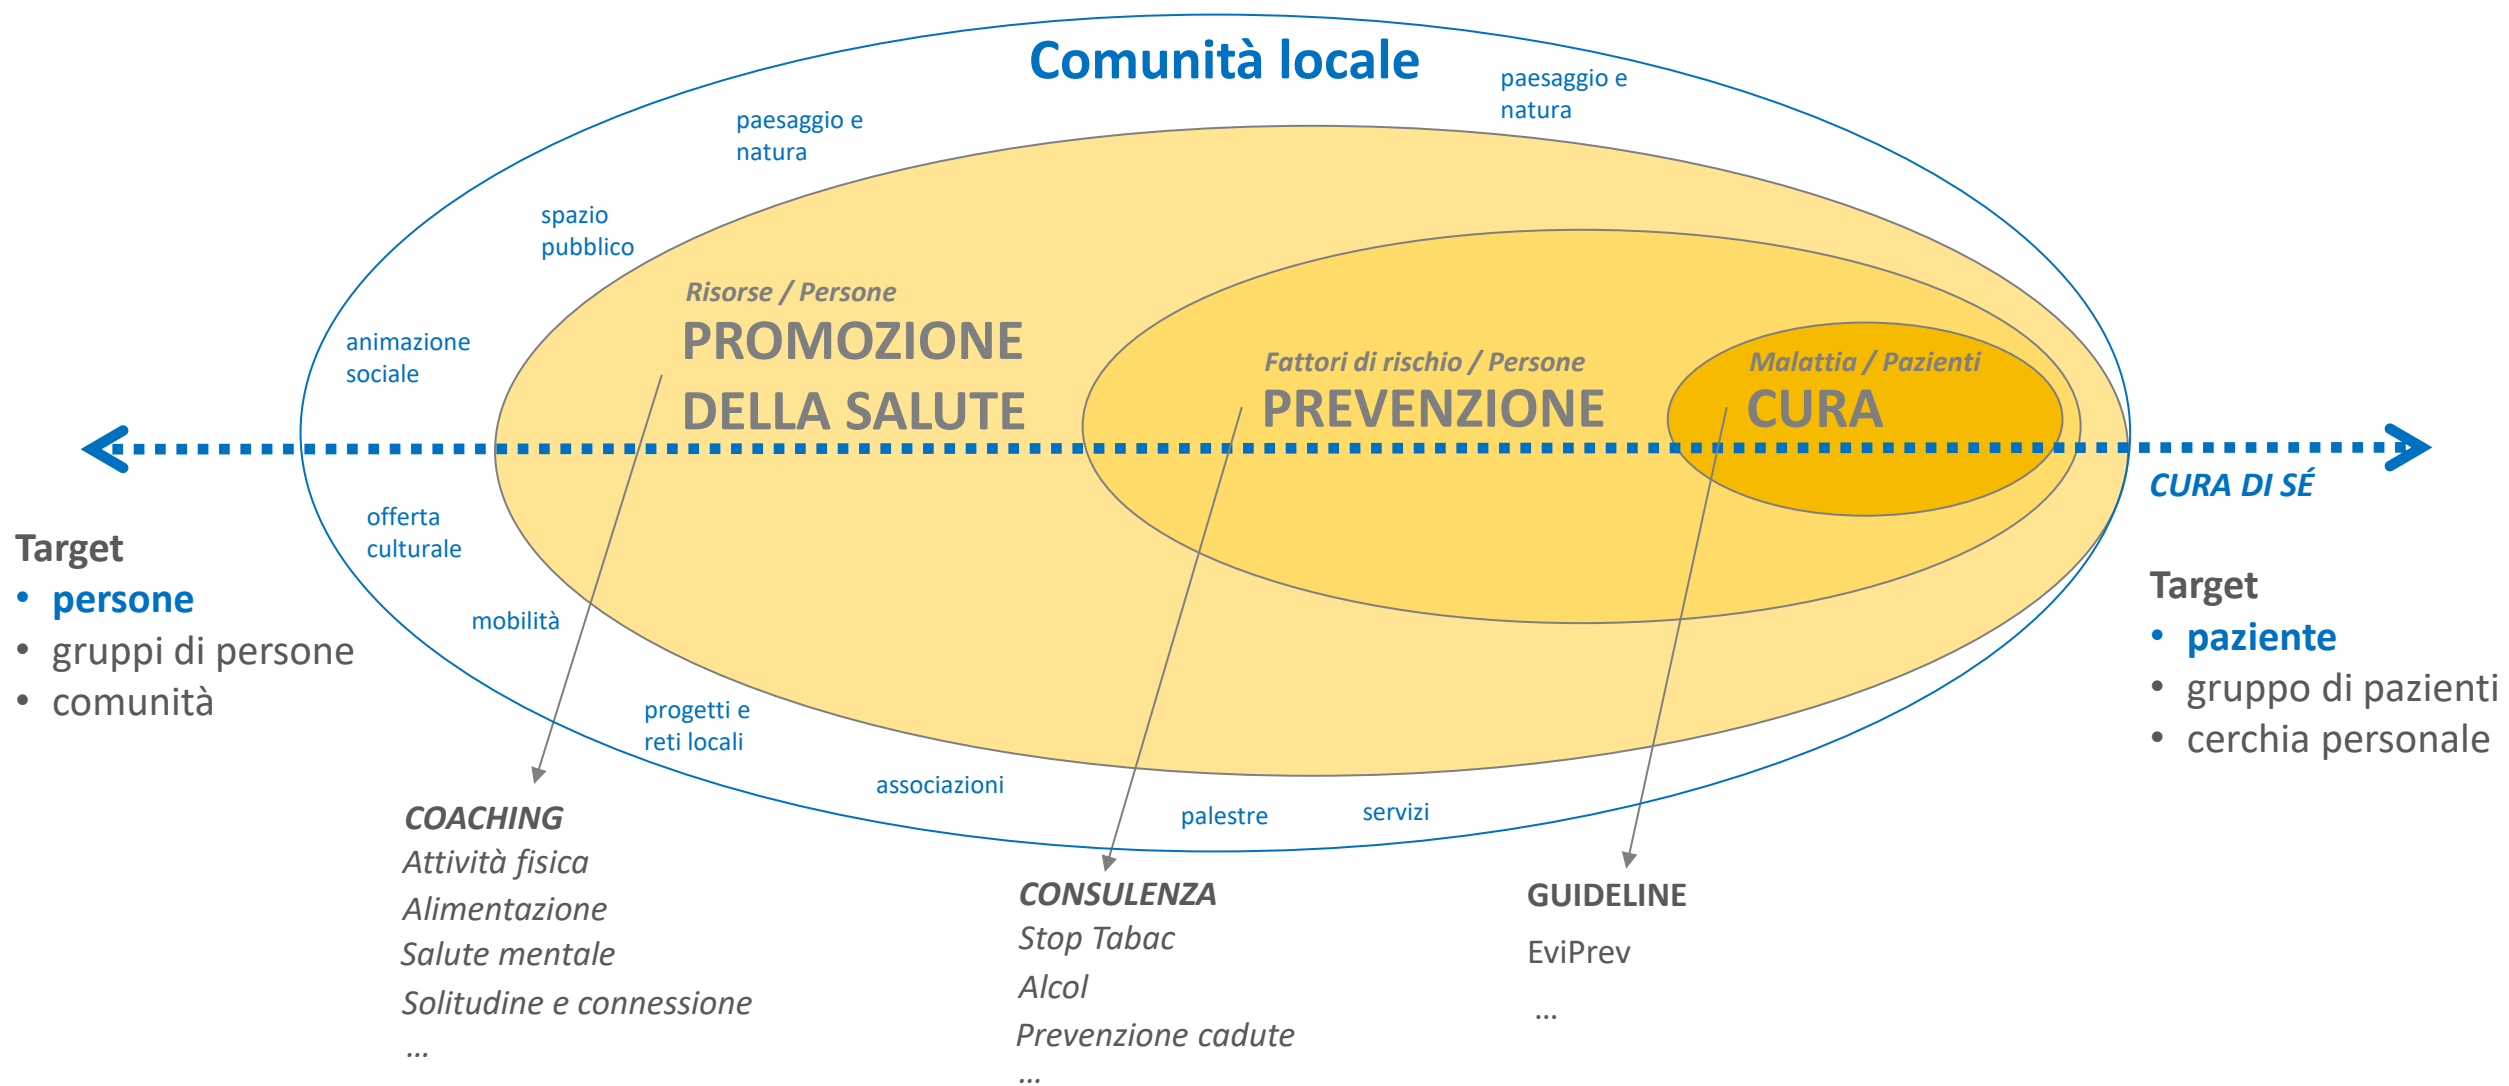 Comunità locale
paesaggio e
natura
paesaggio e
natura
spazio
pubblico
animazione
sociale
Risorse / Persone
PROMOZIONE
DELLA SALUTE
Fattori di rischio / Persone
PREVENZIONE
Malattia / Pazienti
CURA
CURA DI SÉ
offerta
culturale
mobilità
progetti e
reti locali
associazioni
palestre
servizi
Target
• persone
• gruppi di persone
• comunità
Target
• paziente
• gruppo di pazienti
• cerchia personale
COACHING
Attività fisica
Alimentazione
Salute mentale
Solitudine e connessione
...
CONSULENZA
Stop Tabac
Alcol
Prevenzione cadute
...
GUIDELINE
EviPrev
...